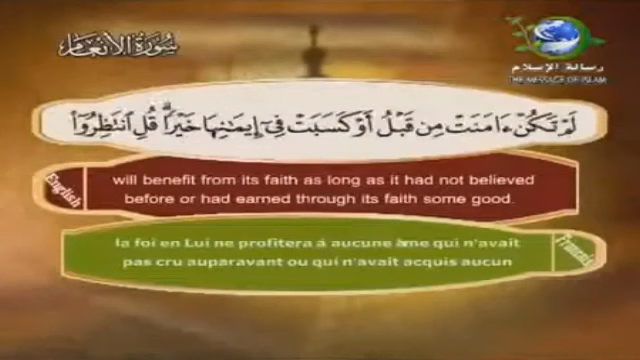 سورة الأنعام
رسالة الإسلام
THE MESSAGE OF ISLAM
لَمْ تَكُنْ ءَامَنَتْ مِن قَبْلُ أَوْ كَسَبَتْ فِىٓ إِيمَٰنِهَا خَيْرًا ۗ قُلِ ٱنتَظِرُوٓا۟
English
will benefit from its faith as long as it had not believed
before or had earned through its faith some good.
la foi en Lui ne profitera á aucune âme qui n'avait
pas cru auparavant ou qui n'avait acquis aucun
Français